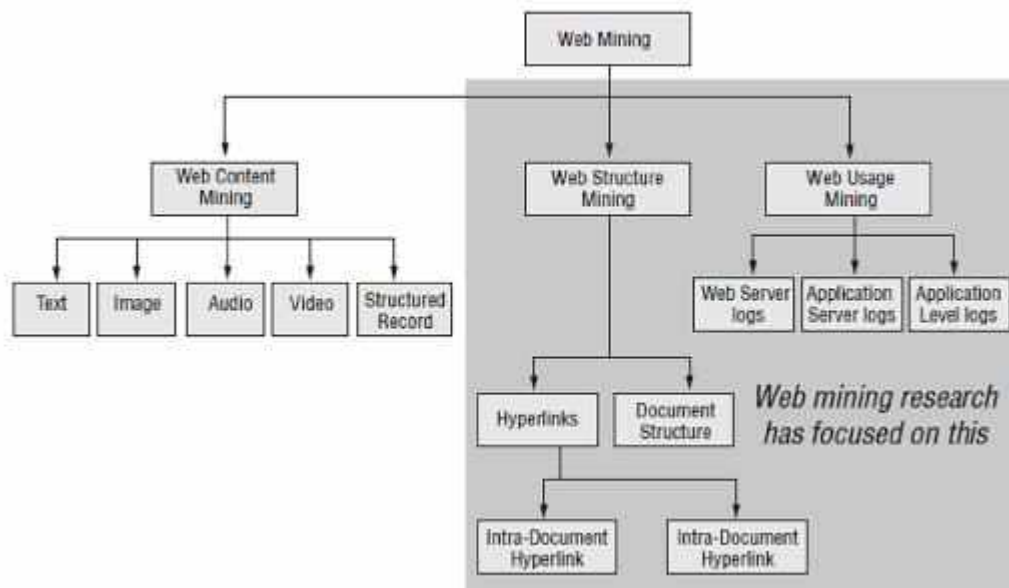 Web Mining
Web Content
Mining
Web Structure
Mining
Web Usage
Mining
Text
Image
Audio
Video
Structured
Record
Web Server
logs
Application
Server logs
Application
Level logs
Hyperlinks
Document
Structure
Web mining research
has focused on this
Intra-Document
Hyperlink
Intra-Document
Hyperlink